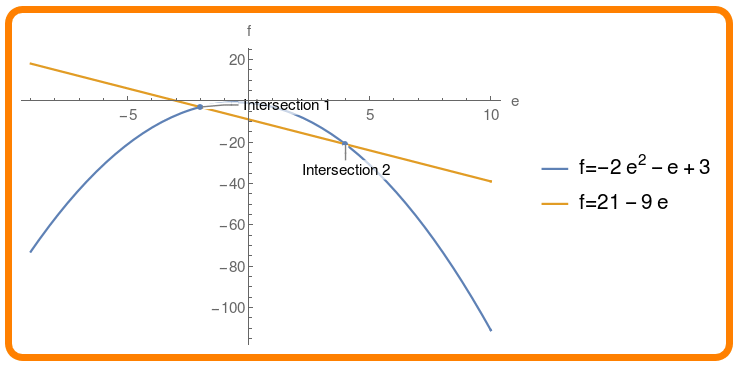 f
20
Intersection 1
e
−5
5
10
−20
Intersection 2
f=−2 e² − e + 3
−40
f=21 − 9 e
−60
−80
−100